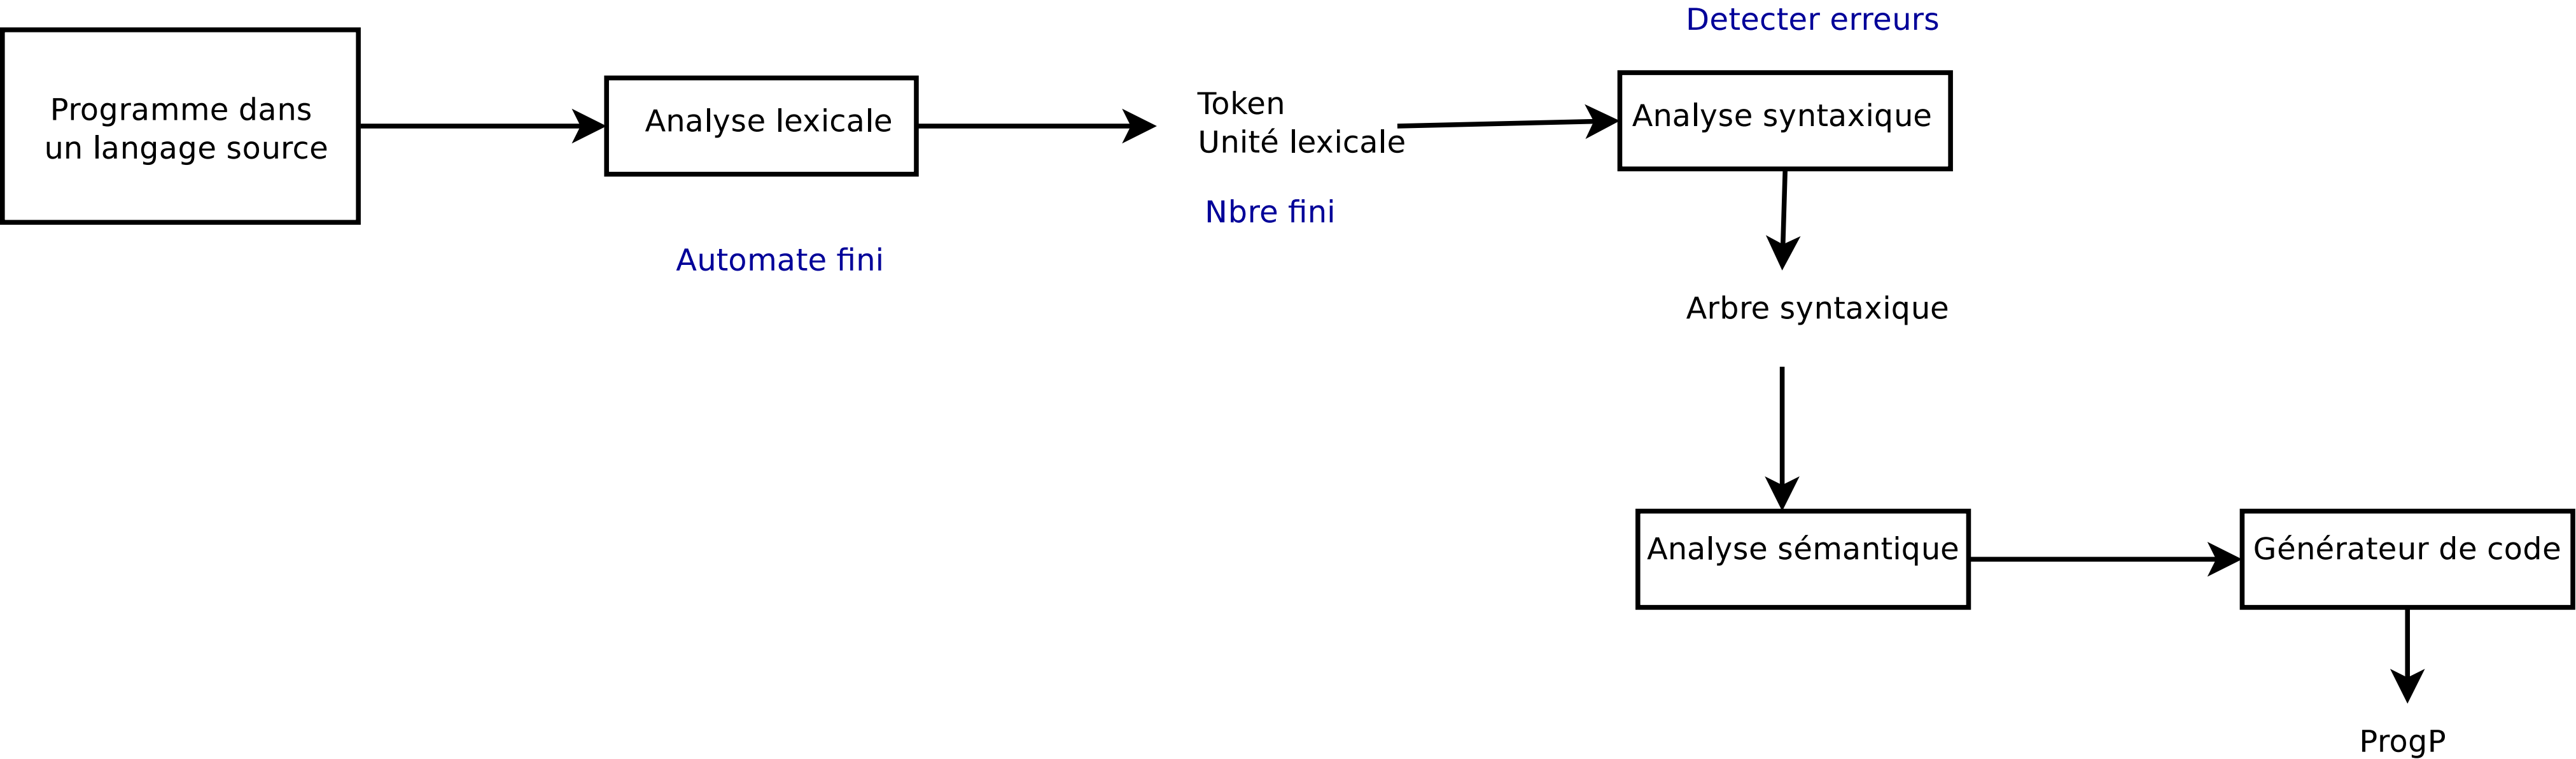 Detecter erreurs
Programme dans
un langage source
Analyse lexicale
Token
Unité lexicale
Analyse syntaxique
Nbre fini
Automate fini
Arbre syntaxique
Analyse sémantique
Générateur de code
ProgP